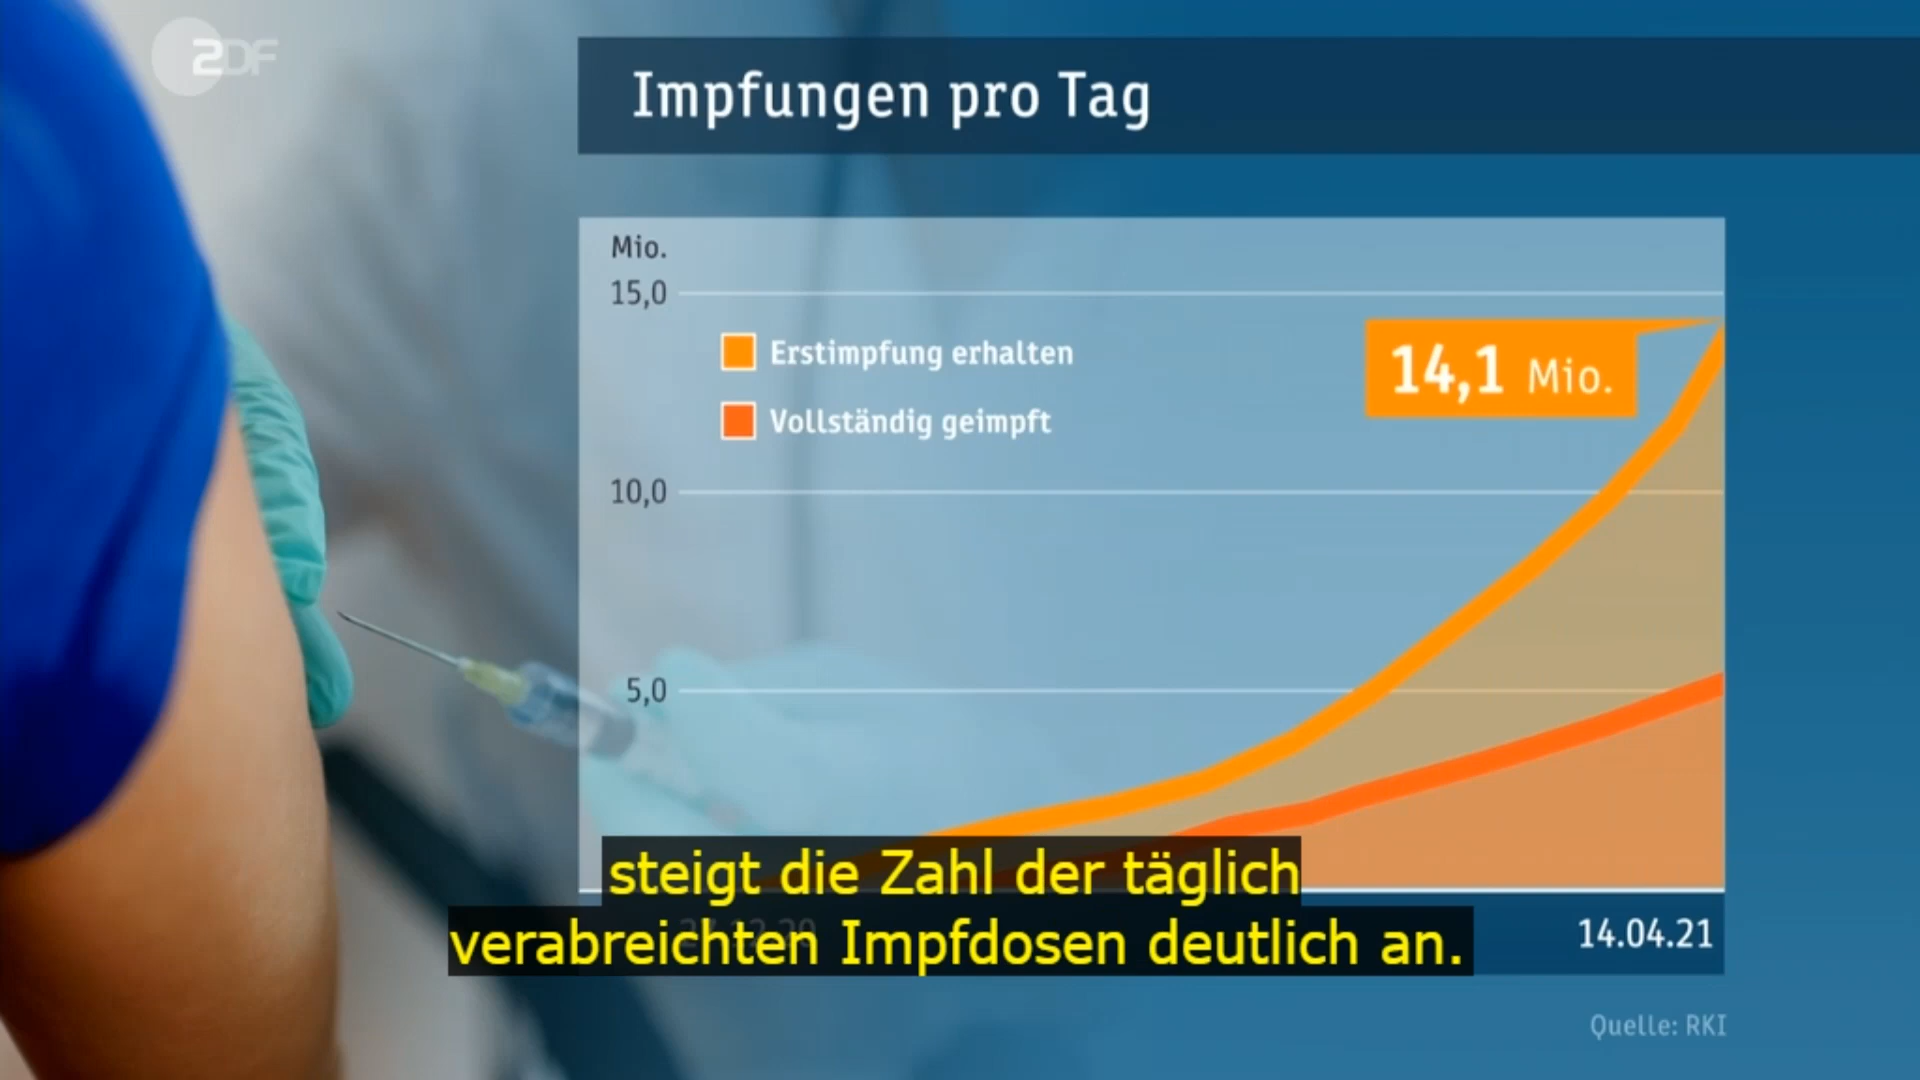 ZDF
Impfungen pro Tag
Mio.
15,0
Erstimpfung erhalten
14,1 Mio.
Vollständig geimpft
10,0
5,0
steigt die Zahl der täglich
verabreichten Impfdosen deutlich an.
14.04.21
Quelle: RKI